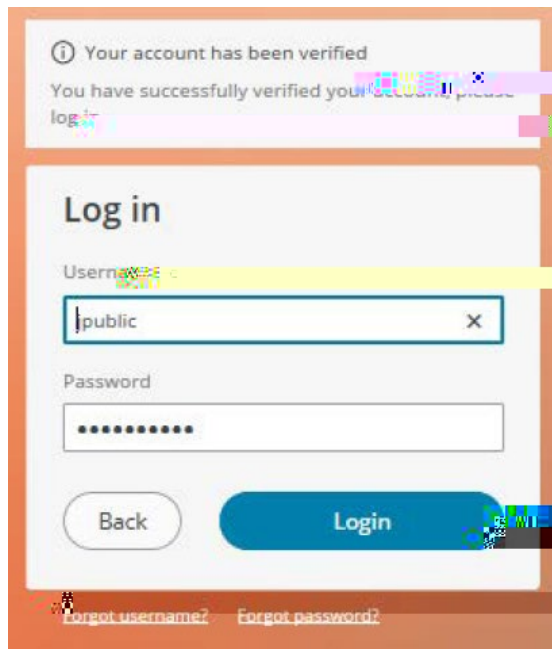 Your account has been verified
You have successfully verified your account, please
log in
Log in
Username
jpublic
×
Password
••••••••••
Back
Login
Forgot username?
Forgot password?